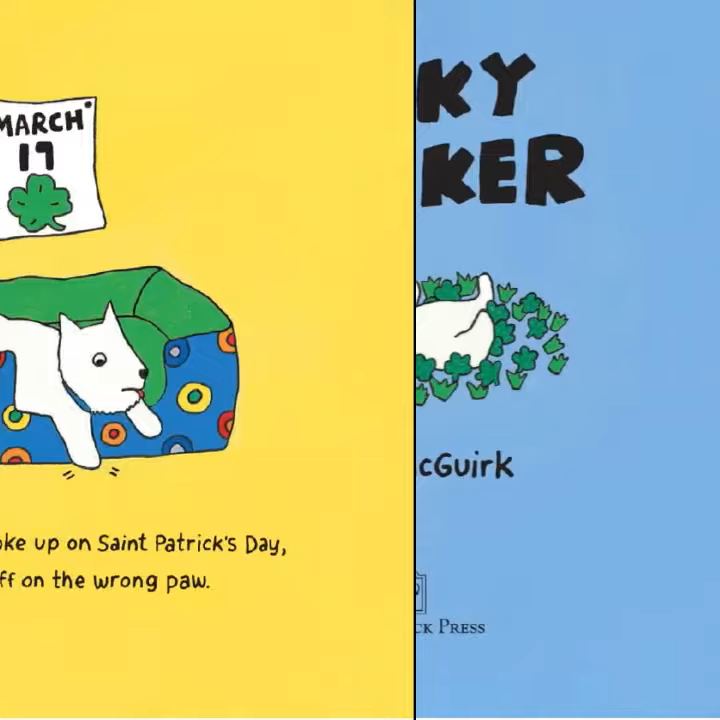 MARCH
17
oke up on Saint Patrick's Day,
ff on the wrong paw.
KY
KER
cGuirk
CK PRESS